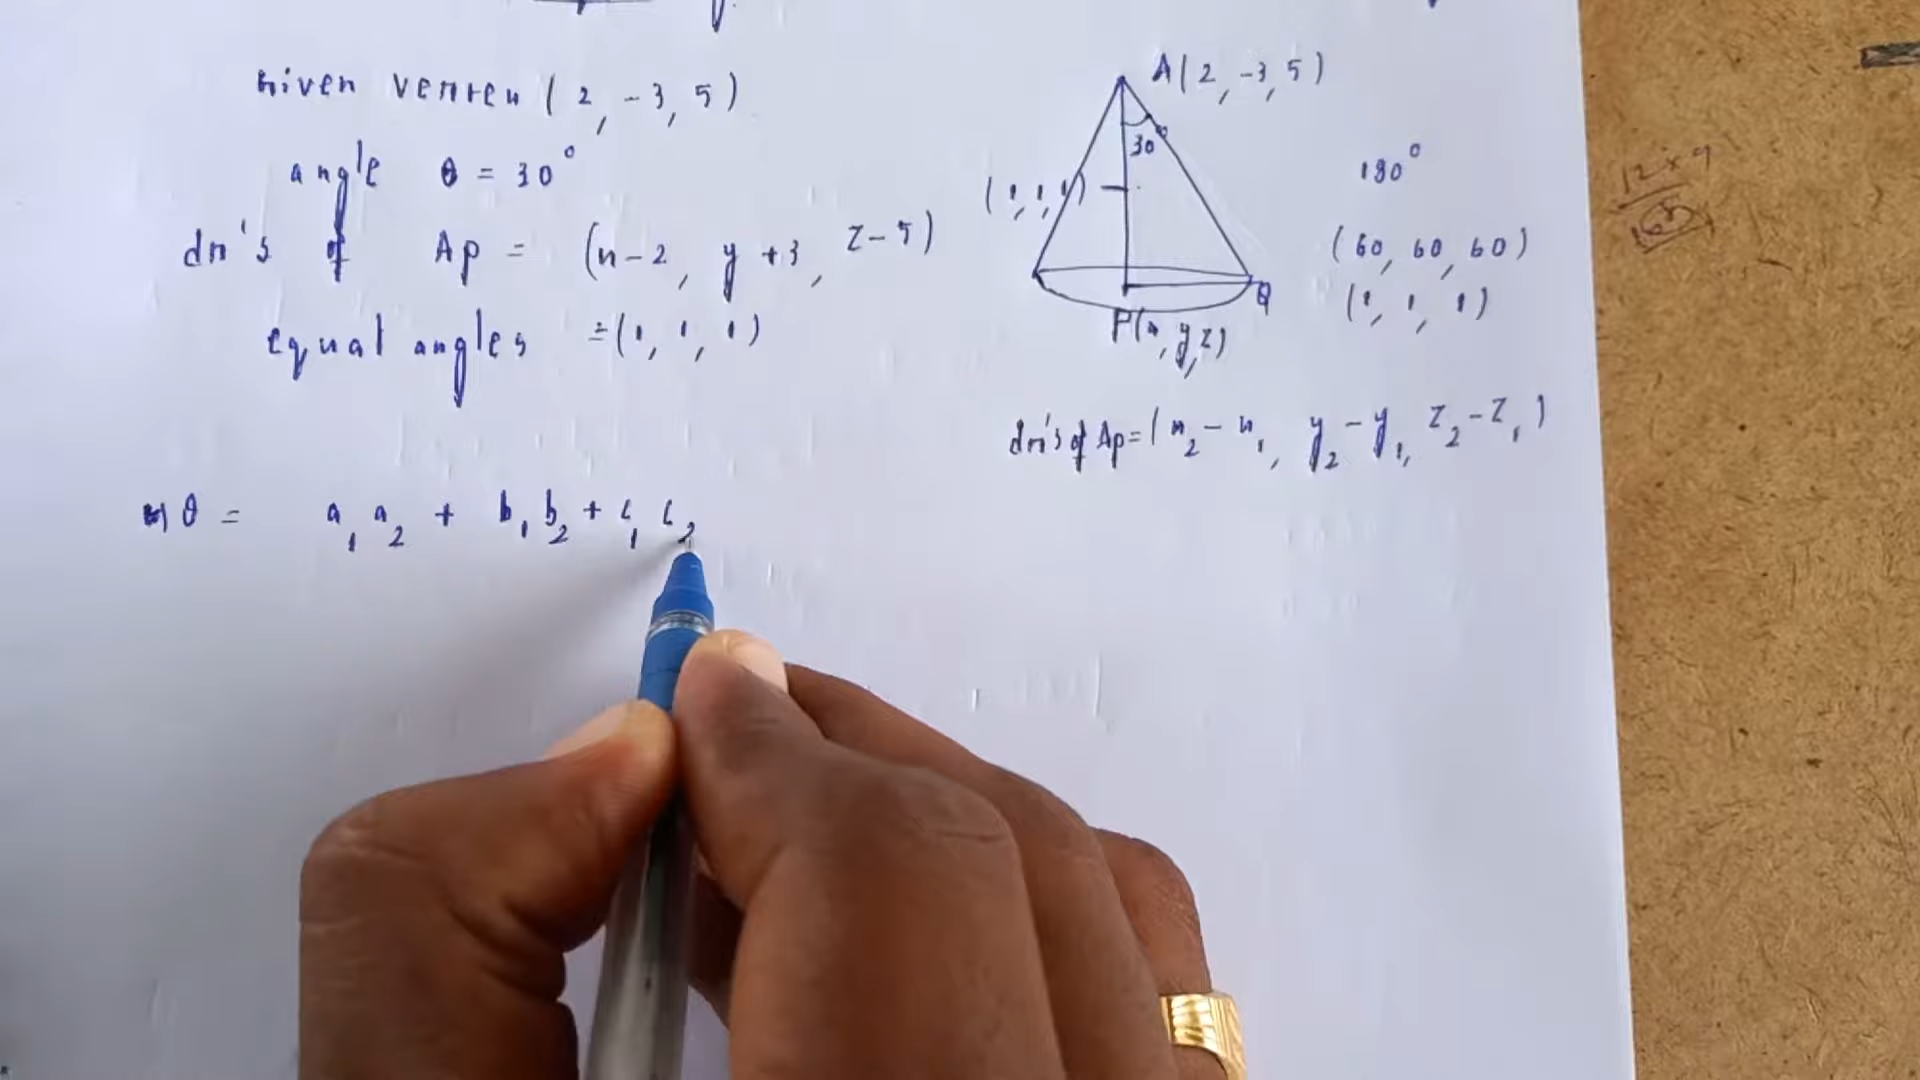 Given vertex (2, -3, 5)
angle θ = 30°
dr's of Ap = (x-2, y+3, z-5)
equal angles =(1, 1, 1)
cos θ = a₁a₂ + b₁b₂ + c₁c₂
A(2, -3, 5)
30
(1, 1, 1)
P(x, y, z)
Q
180°
(60, 60, 60)
(1, 1, 1)
dr's of Ap=(x₂-x₁, y₂-y₁, z₂-z₁)